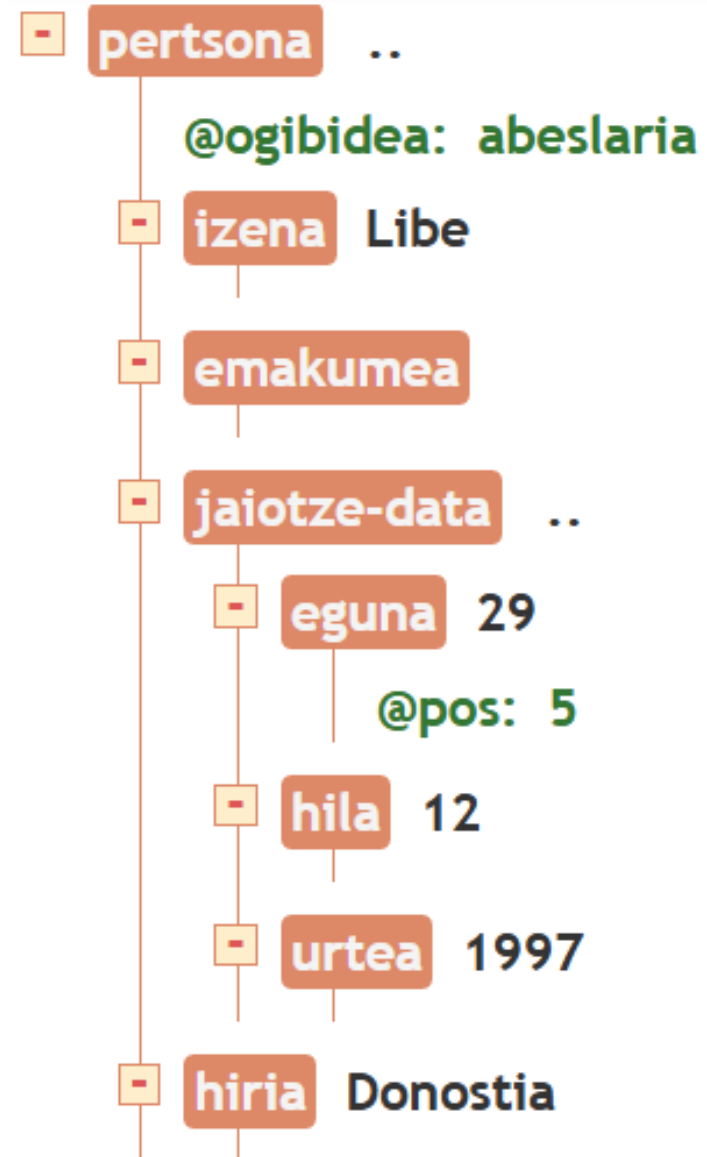 - pertsona ..
@ogibidea: abeslaria
- izena Libe
- emakumea
- jaiotze-data ..
- eguna 29
@pos: 5
- hila 12
- urtea 1997
- hiria Donostia